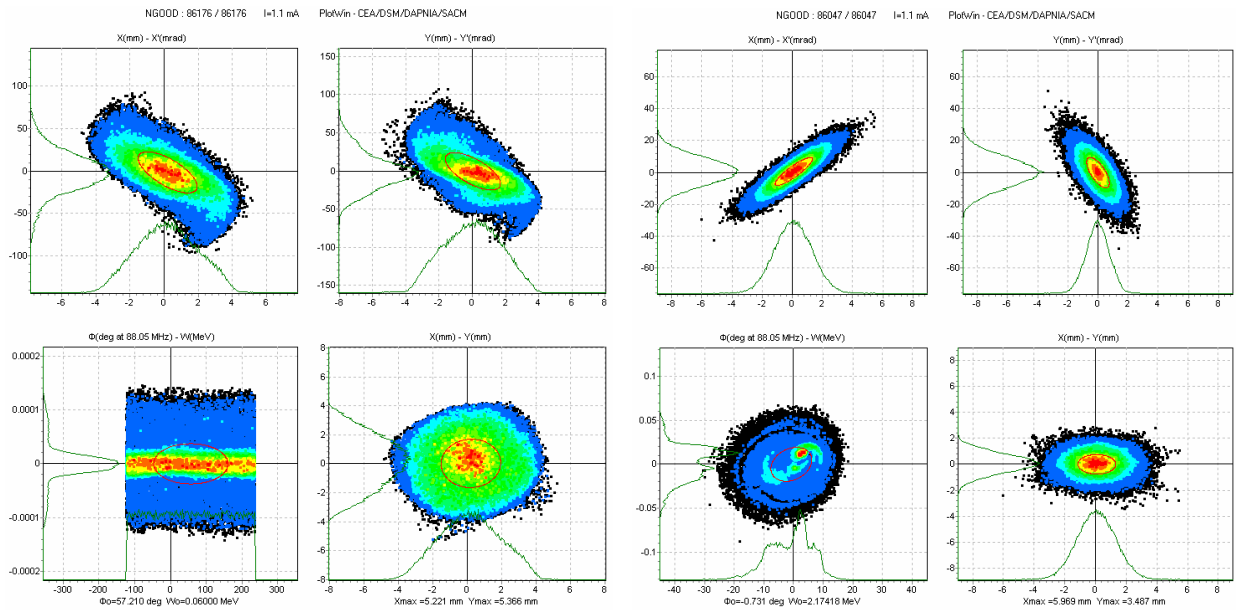 NGOOD : 86176 / 86176 I=1.1 mA PlotWin - CEA/DSM/DAPNIA/SACM
X(mm) - X'(mrad)
100
50
0
-50
-100
-6 -4 -2 0 2 4 6
Y(mm) - Y'(mrad)
100
50
0
-50
-100
-150
-8 -6 -4 -2 0 2 4 6 8
Φ(deg at 88.05 MHz) - W(MeV)
0.0002
0.0001
0
-0.0001
-0.0002
-300 -200 -100 0 100 200 300
Φo=57.210 deg Wo=0.06000 MeV
X(mm) - Y(mm)
8
6
4
2
0
-2
-4
-6
-8
-8 -6 -4 -2 0 2 4 6 8
Xmax =5.221 mm Ymax =5.366 mm
NGOOD : 86047 / 86047 I=1.1 mA PlotWin - CEA/DSM/DAPNIA/SACM
X(mm) - X'(mrad)
60
40
20
0
-20
-40
-60
-8 -6 -4 -2 0 2 4 6 8
Y(mm) - Y'(mrad)
60
40
20
0
-20
-40
-60
-8 -6 -4 -2 0 2 4 6 8
Φ(deg at 88.05 MHz) - W(MeV)
0.1
0.05
0
-0.05
-0.1
-40 -30 -20 -10 0 10 20 30 40
Φo=-0.731 deg Wo=2.17418 MeV
X(mm) - Y(mm)
8
6
4
2
0
-2
-4
-6
-8
-8 -6 -4 -2 0 2 4 6 8
Xmax =5.969 mm Ymax =3.487 mm